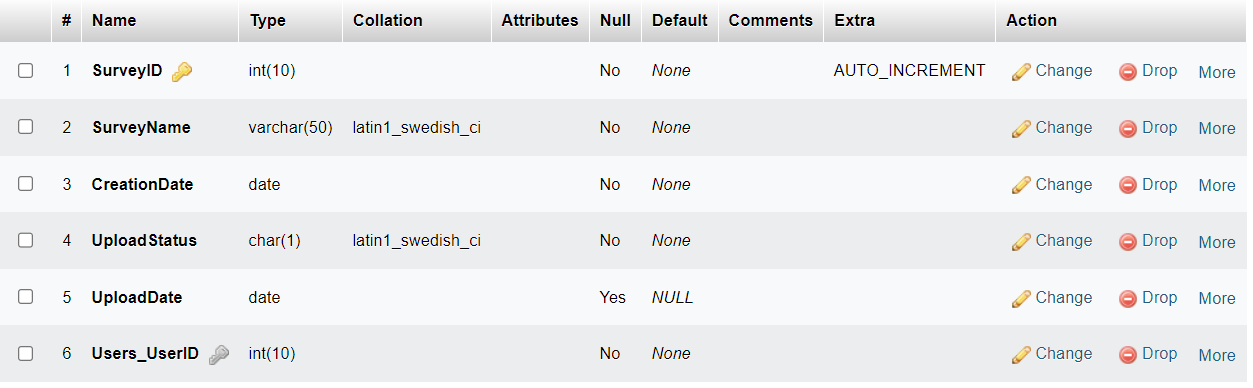 # Name Type Collation Attributes Null Default Comments Extra Action
1 SurveyID int(10) No None AUTO_INCREMENT Change Drop More
2 SurveyName varchar(50) latin1_swedish_ci No None Change Drop More
3 CreationDate date No None Change Drop More
4 UploadStatus char(1) latin1_swedish_ci No None Change Drop More
5 UploadDate date Yes NULL Change Drop More
6 Users_UserID int(10) No None Change Drop More